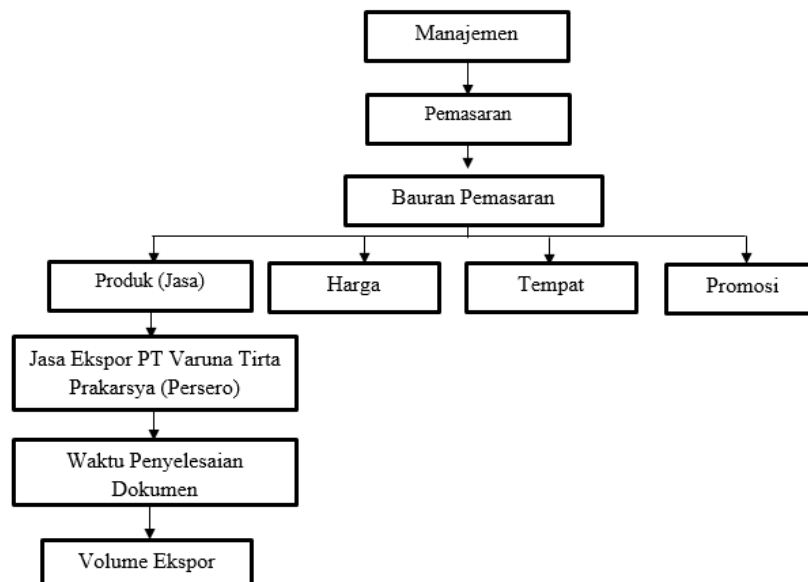 Manajemen
Pemasaran
Bauran Pemasaran
Produk (Jasa)
Harga
Tempat
Promosi
Jasa Ekspor PT Varuna Tirta
Prakarsya (Persero)
Waktu Penyelesaian
Dokumen
Volume Ekspor